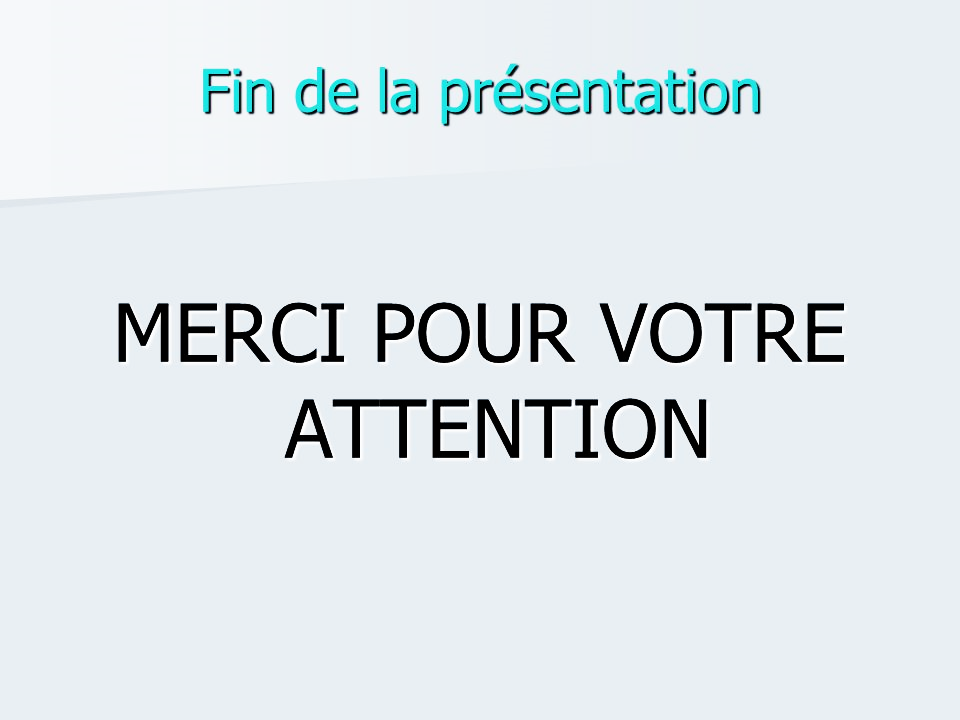 Fin de la présentation
MERCI POUR VOTRE
ATTENTION